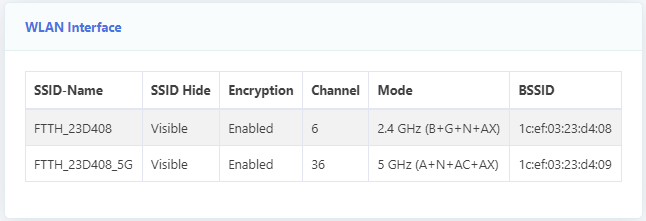 WLAN Interface
SSID-Name SSID Hide Encryption Channel Mode BSSID
FTTH_23D408 Visible Enabled 6 2.4 GHz (B+G+N+AX) 1c:ef:03:23:d4:08
FTTH_23D408_5G Visible Enabled 36 5 GHz (A+N+AC+AX) 1c:ef:03:23:d4:09